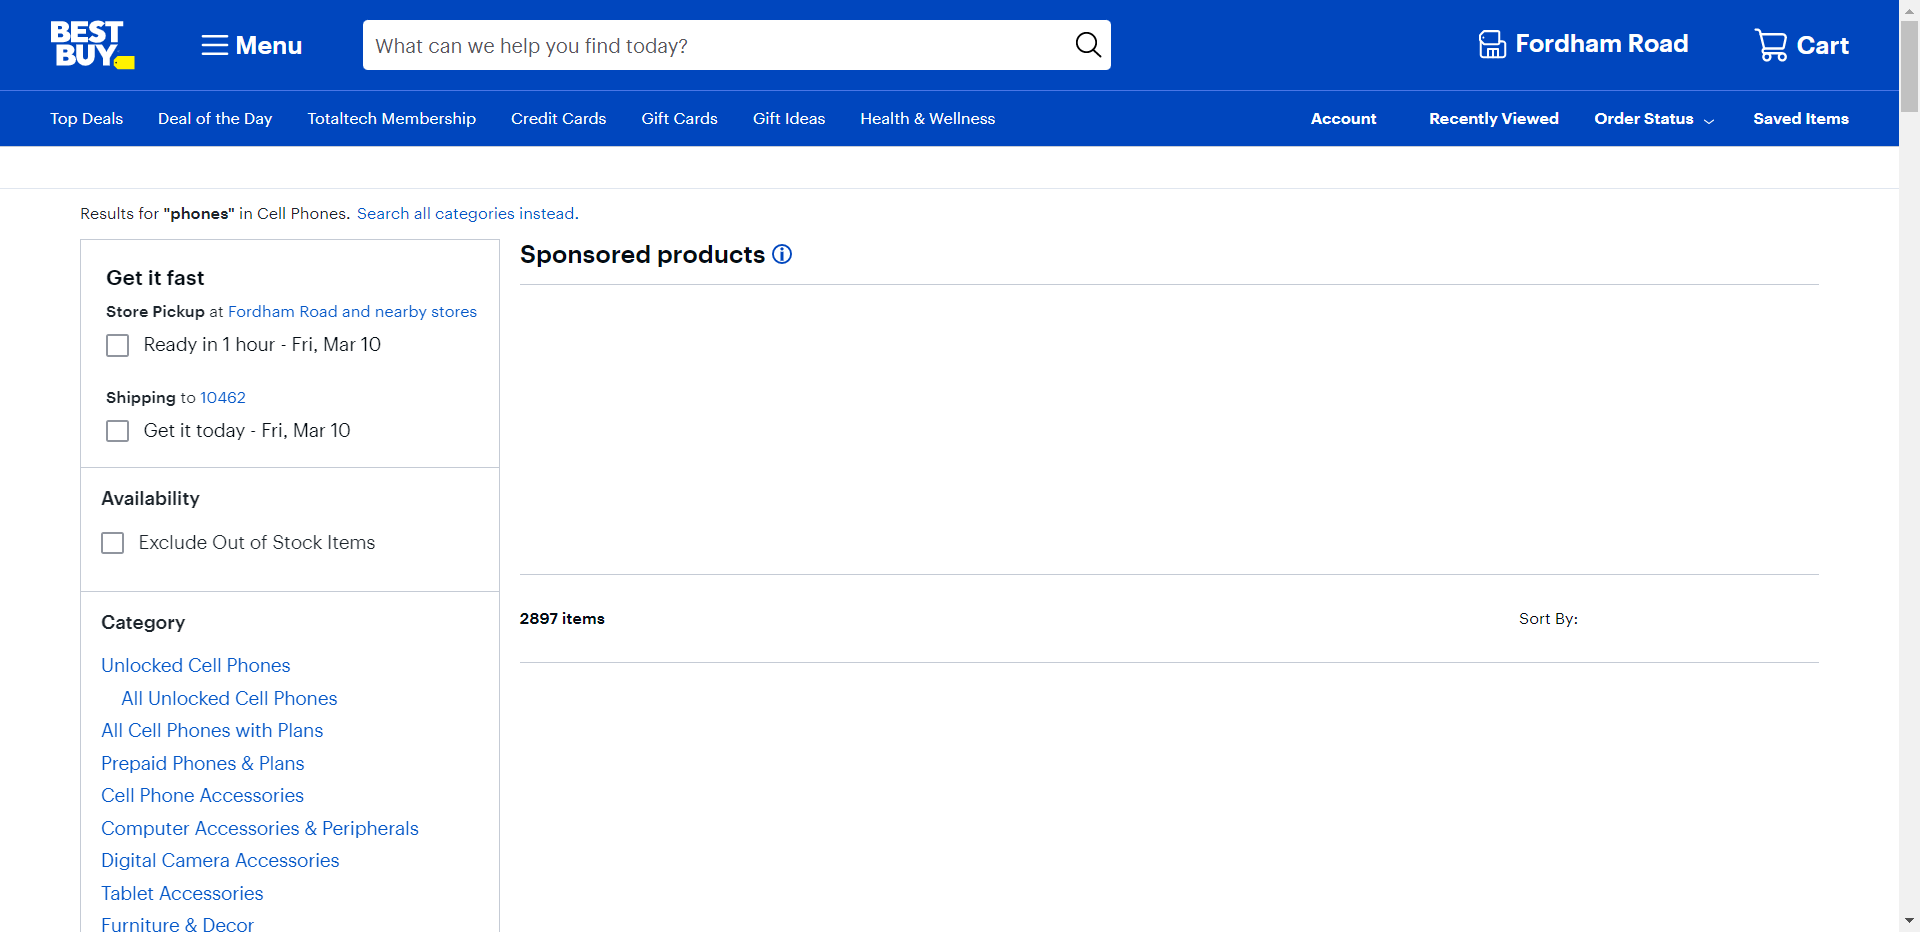 BEST
BUY
Menu
What can we help you find today?
Fordham Road
Cart
Top Deals
Deal of the Day
Totaltech Membership
Credit Cards
Gift Cards
Gift Ideas
Health & Wellness
Account
Recently Viewed
Order Status
Saved Items
Results for "phones" in Cell Phones. Search all categories instead.
Get it fast
Store Pickup at Fordham Road and nearby stores
Ready in 1 hour - Fri, Mar 10
Shipping to 10462
Get it today - Fri, Mar 10
Availability
Exclude Out of Stock Items
Category
Unlocked Cell Phones
All Unlocked Cell Phones
All Cell Phones with Plans
Prepaid Phones & Plans
Cell Phone Accessories
Computer Accessories & Peripherals
Digital Camera Accessories
Tablet Accessories
Furniture & Decor
Sponsored products
2897 items
Sort By: